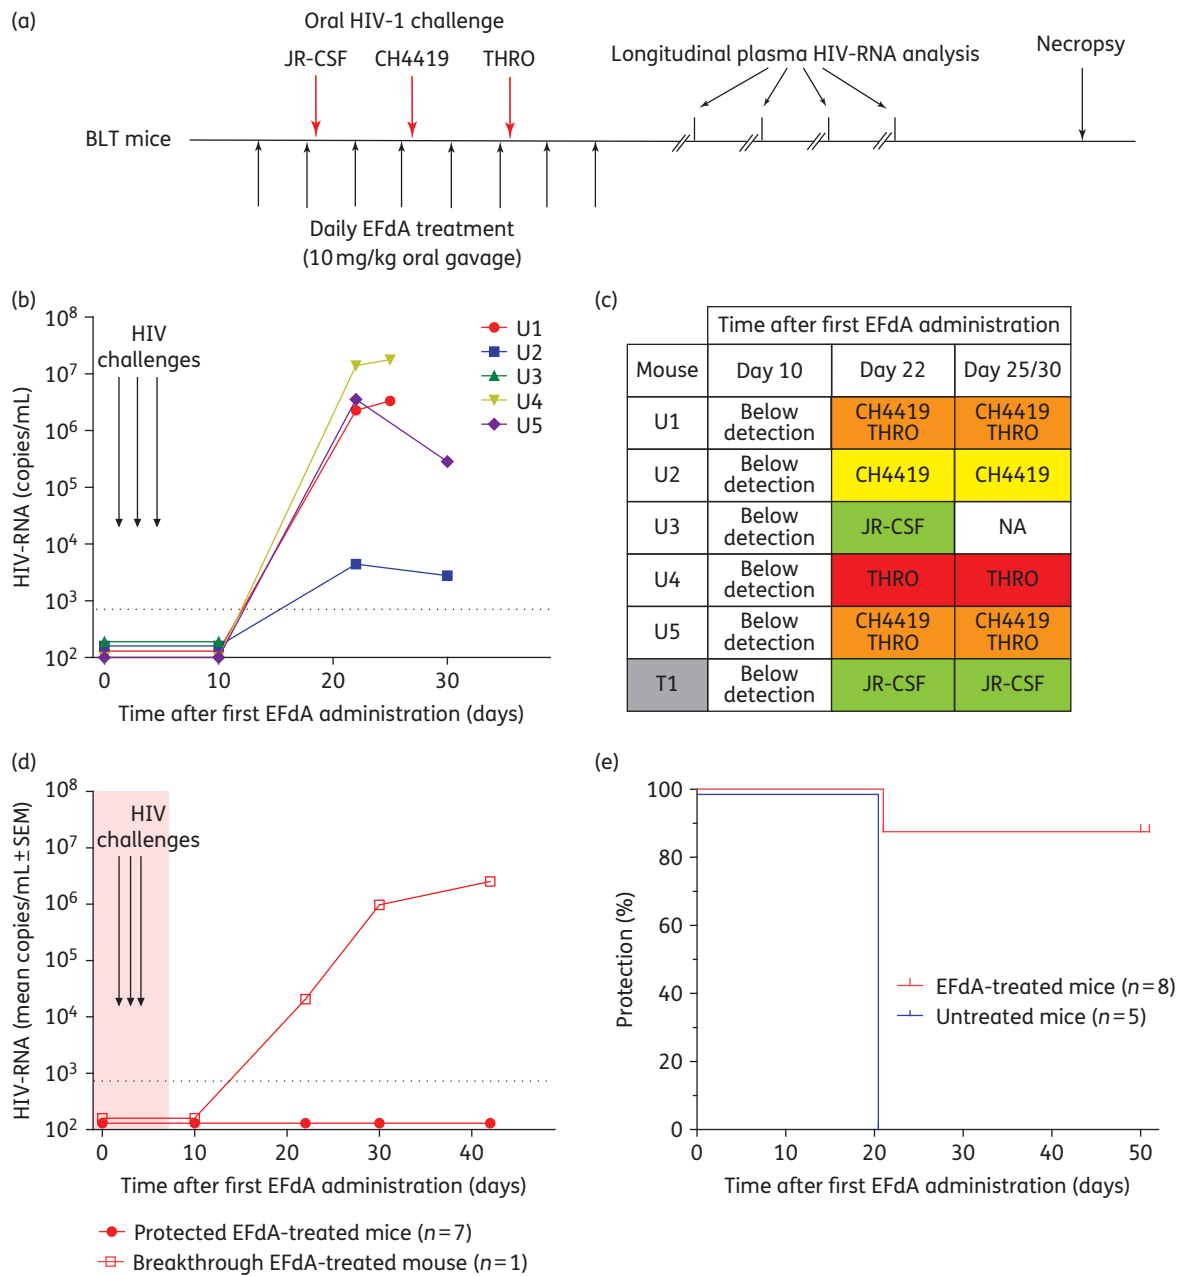 (a)
Oral HIV-1 challenge
JR-CSF CH4419 THRO
Longitudinal plasma HIV-RNA analysis
Necropsy
BLT mice
Daily EFdA treatment
(10 mg/kg oral gavage)
(b)
HIV-RNA (copies/mL)
10^8
10^7
10^6
10^5
10^4
10^3
10^2
HIV
challenges
U1
U2
U3
U4
U5
0 10 20 30
Time after first EFdA administration (days)
(c)
Time after first EFdA administration
Mouse Day 10 Day 22 Day 25/30
U1 Below detection CH4419 THRO CH4419 THRO
U2 Below detection CH4419 CH4419
U3 Below detection JR-CSF NA
U4 Below detection THRO THRO
U5 Below detection CH4419 THRO CH4419 THRO
T1 Below detection JR-CSF JR-CSF
(d)
HIV-RNA (mean copies/mL ± SEM)
10^8
10^7
10^6
10^5
10^4
10^3
10^2
HIV
challenges
0 10 20 30 40
Time after first EFdA administration (days)
Protected EFdA-treated mice (n=7)
Breakthrough EFdA-treated mouse (n=1)
(e)
Protection (%)
100
80
60
40
20
0
EFdA-treated mice (n=8)
Untreated mice (n=5)
0 10 20 30 40 50
Time after first EFdA administration (days)